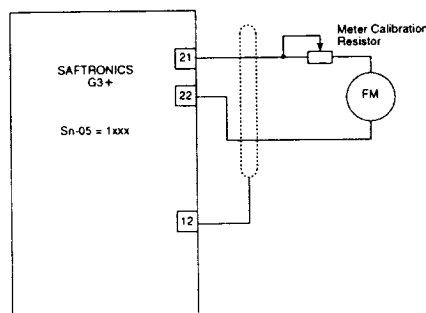 Meter Calibration
Resistor
21
SAFTRONICS
G3+
22
FM
Sn-05 = 1xxx
12